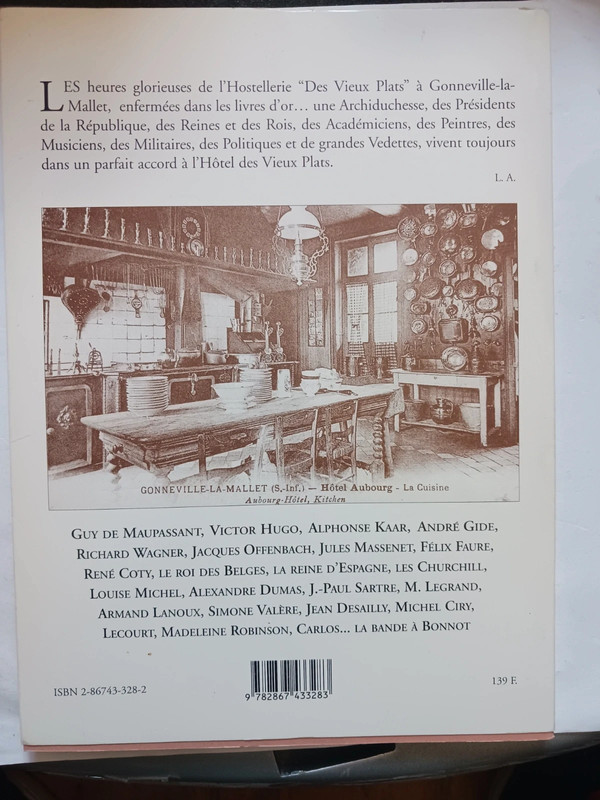 LES heures glorieuses de l'Hostellerie "Des Vieux Plats" à Gonneville-la-
Mallet, enfermées dans les livres d'or... une Archiduchesse, des Présidents
de la République, des Reines et des Rois, des Académiciens, des Peintres, des
Musiciens, des Militaires, des Politiques et de grandes Vedettes, vivent toujours
dans un parfait accord à l'Hôtel des Vieux Plats.
L. A.
GONNEVILLE-LA-MALLET (S.-Inf.) — Hôtel Aubourg - La Cuisine
Aubourg-Hôtel, Kitchen
GUY DE MAUPASSANT, VICTOR HUGO, ALPHONSE KAAR, ANDRÉ GIDE,
RICHARD WAGNER, JACQUES OFFENBACH, JULES MASSENET, FÉLIX FAURE,
RENÉ COTY, LE ROI DES BELGES, LA REINE D'ESPAGNE, LES CHURCHILL,
LOUISE MICHEL, ALEXANDRE DUMAS, J.-PAUL SARTRE, M. LEGRAND,
ARMAND LANOUX, SIMONE VALÈRE, JEAN DESAILLY, MICHEL CIRY,
LECOURT, MADELEINE ROBINSON, CARLOS... LA BANDE À BONNOT
ISBN 2-86743-328-2
9 782867 433283
139 F.